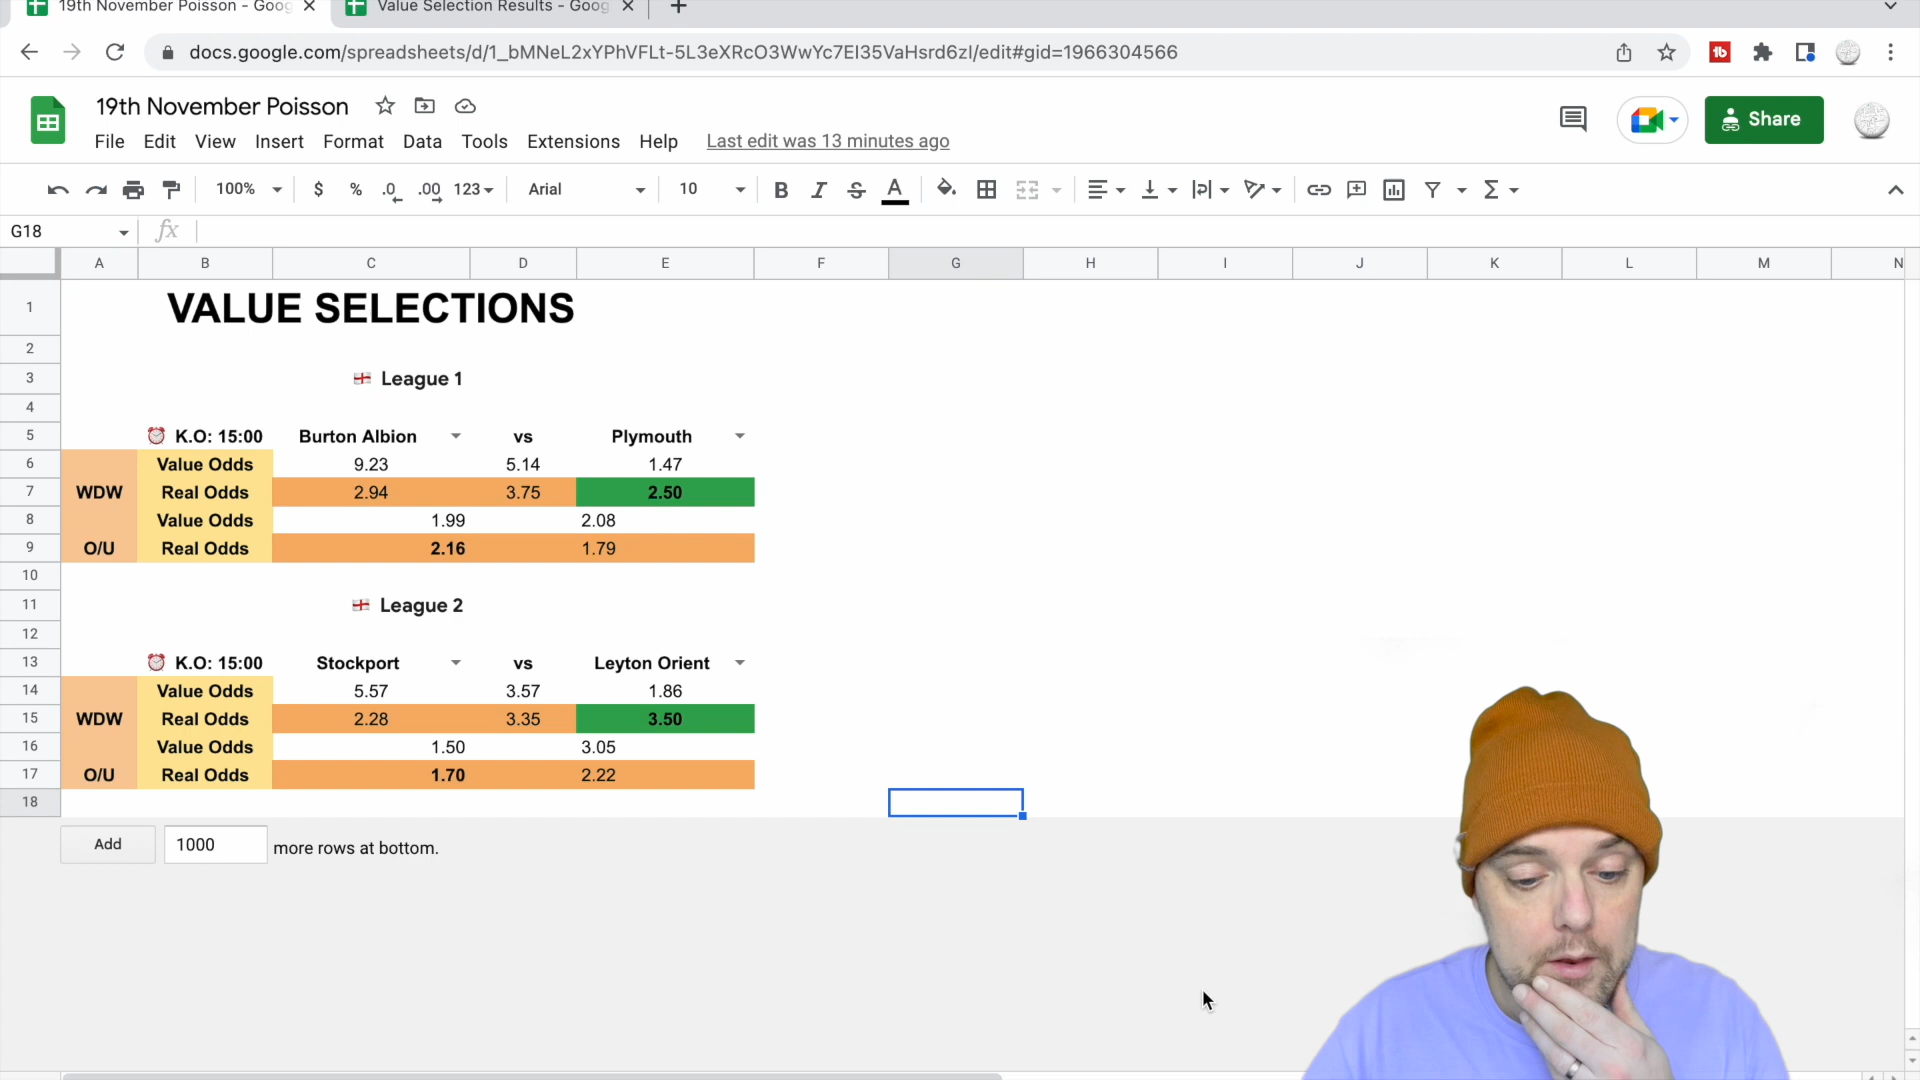 19th November Poisson - Goog
Value Selection Results - Goog
docs.google.com/spreadsheets/d/1_bMNeL2xYPhVFLt-5L3eXRcO3WwYc7EI35VaHsrd6zI/edit#gid=1966304566
19th November Poisson
File Edit View Insert Format Data Tools Extensions Help Last edit was 13 minutes ago
Share
100% $ % .0 .00 123 Arial 10 B I S A
G18 fx
A B C D E F G H I J K L M N
1 VALUE SELECTIONS
2
3 League 1
4
5 K.O: 15:00 Burton Albion vs Plymouth
6 Value Odds 9.23 5.14 1.47
7 WDW Real Odds 2.94 3.75 2.50
8 Value Odds 1.99 2.08
9 O/U Real Odds 2.16 1.79
10
11 League 2
12
13 K.O: 15:00 Stockport vs Leyton Orient
14 Value Odds 5.57 3.57 1.86
15 WDW Real Odds 2.28 3.35 3.50
16 Value Odds 1.50 3.05
17 O/U Real Odds 1.70 2.22
18
Add 1000 more rows at bottom.